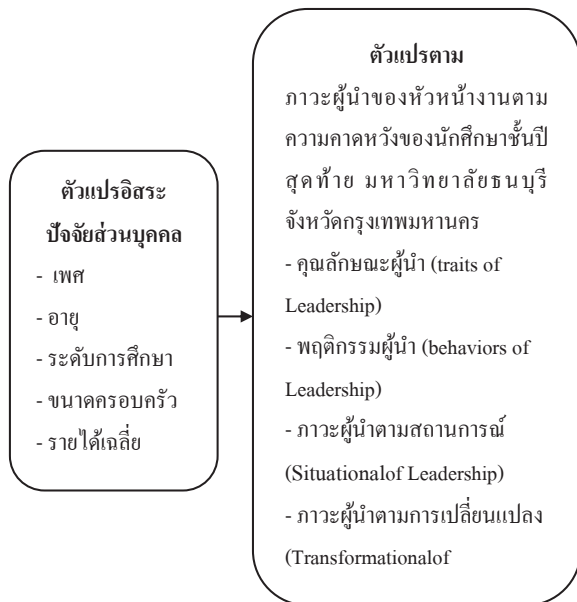 ตัวแปรอิสระ
ปัจจัยส่วนบุคคล
- เพศ
- อายุ
- ระดับการศึกษา
- ขนาดครอบครัว
- รายได้เฉลี่ย
ตัวแปรตาม
ภาวะผู้นำของหัวหน้างานตาม
ความคาดหวังของนักศึกษาชั้นปี
สุดท้าย มหาวิทยาลัยธนบุรี
จังหวัดกรุงเทพมหานคร
- คุณลักษณะผู้นำ (traits of
Leadership)
- พฤติกรรมผู้นำ (behaviors of
Leadership)
- ภาวะผู้นำตามสถานการณ์
(Situationalof Leadership)
- ภาวะผู้นำตามการเปลี่ยนแปลง
(Transformationalof